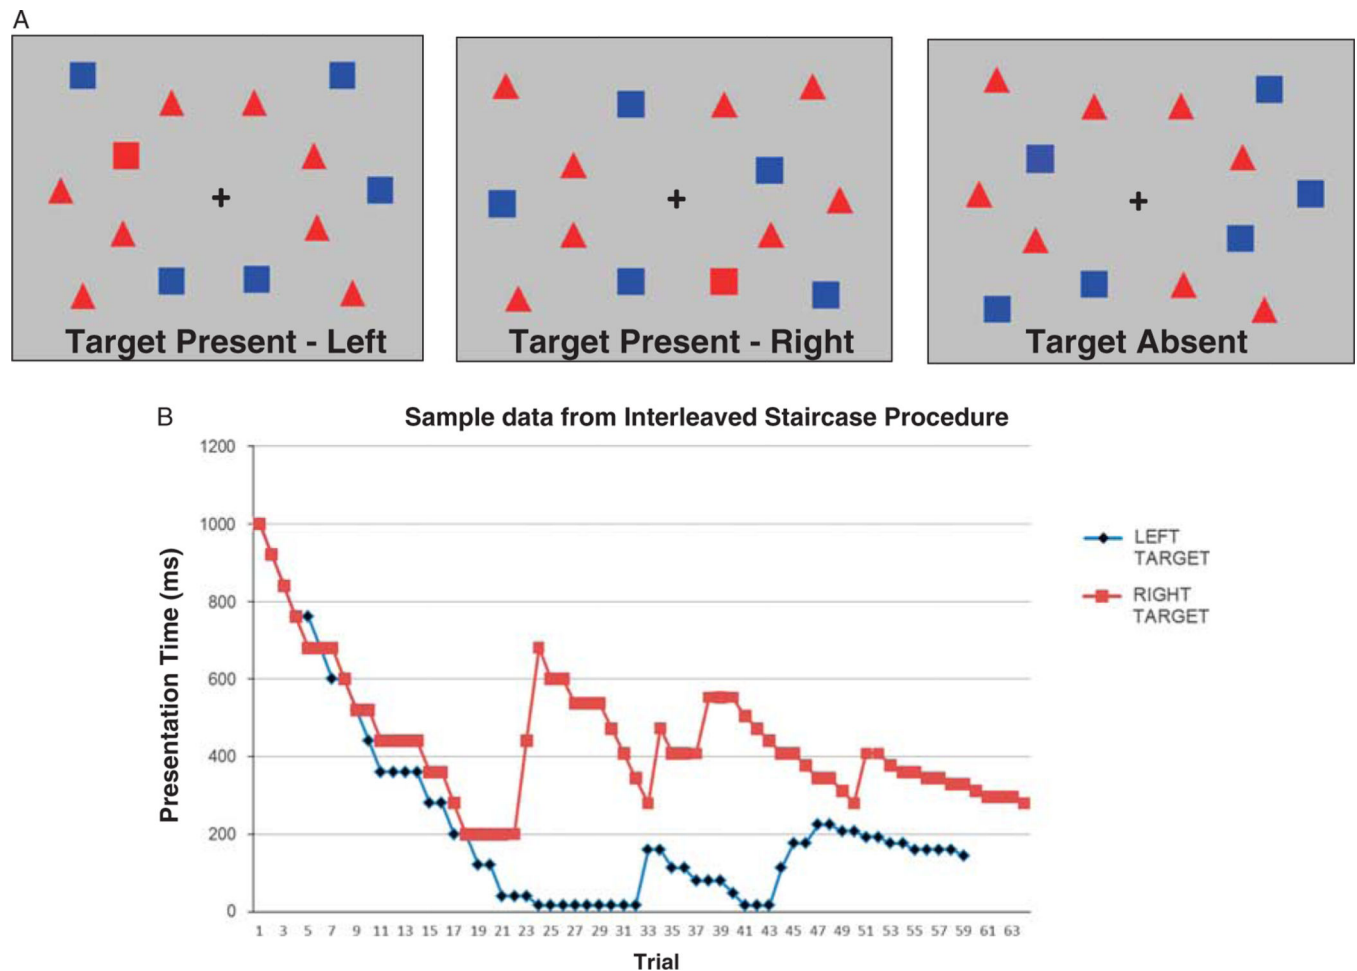 A
Target Present - Left
Target Present - Right
Target Absent
B
Sample data from Interleaved Staircase Procedure
Presentation Time (ms)
1200
1000
800
600
400
200
0
1 3 5 7 9 11 13 15 17 19 21 23 25 27 29 31 33 35 37 39 41 43 45 47 49 51 53 55 57 59 61 63
Trial
LEFT
TARGET
RIGHT
TARGET